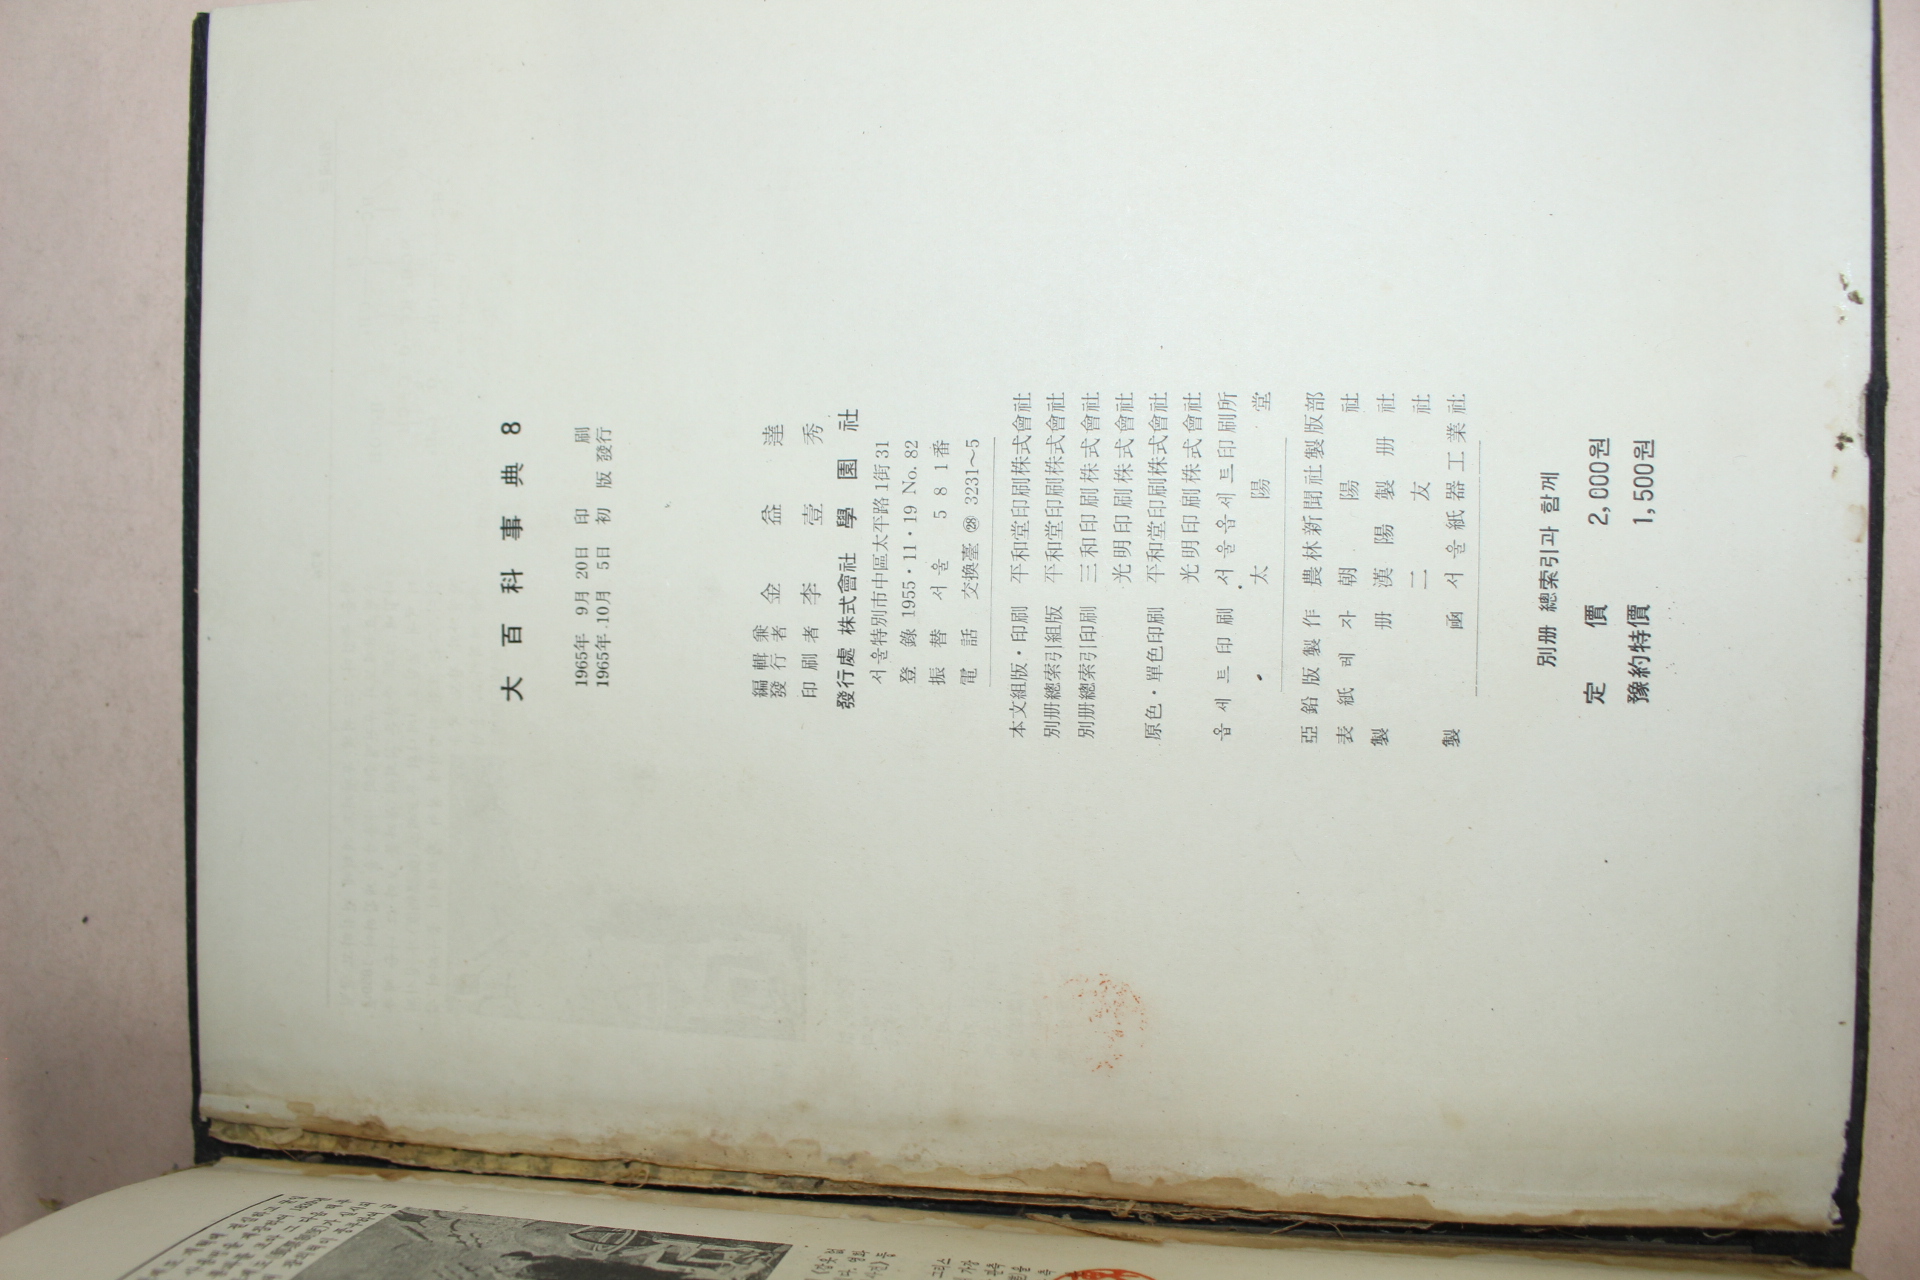 大百科事典 8
1965年 9月 20日 印 刷
1965年 10月 5日 初 版 發行
編輯兼
發行者 金益達
印刷者 李壹秀
發行處 株式會社 學園社
서울特別市中區太平路1街31
登錄 1955·11·19 No. 82
振替 서울 581番
電話 交換臺 ㉘ 3231~5
本文組版·印刷 平和堂印刷株式會社
別册總索引組版 平和堂印刷株式會社
別册總索引印刷 三和印刷株式會社
光明印刷株式會社
原色·單色印刷 平和堂印刷株式會社
光明印刷株式會社
옵세트印刷 서울옵세트印刷所
太陽堂
亞鉛版製作 農林新聞社製版部
表紙레자 朝陽社
製册 漢陽製册社
二友社
製函 서울紙器工業社
別册 總索引과 함께
定價 2,000원
豫約特價 1,500원